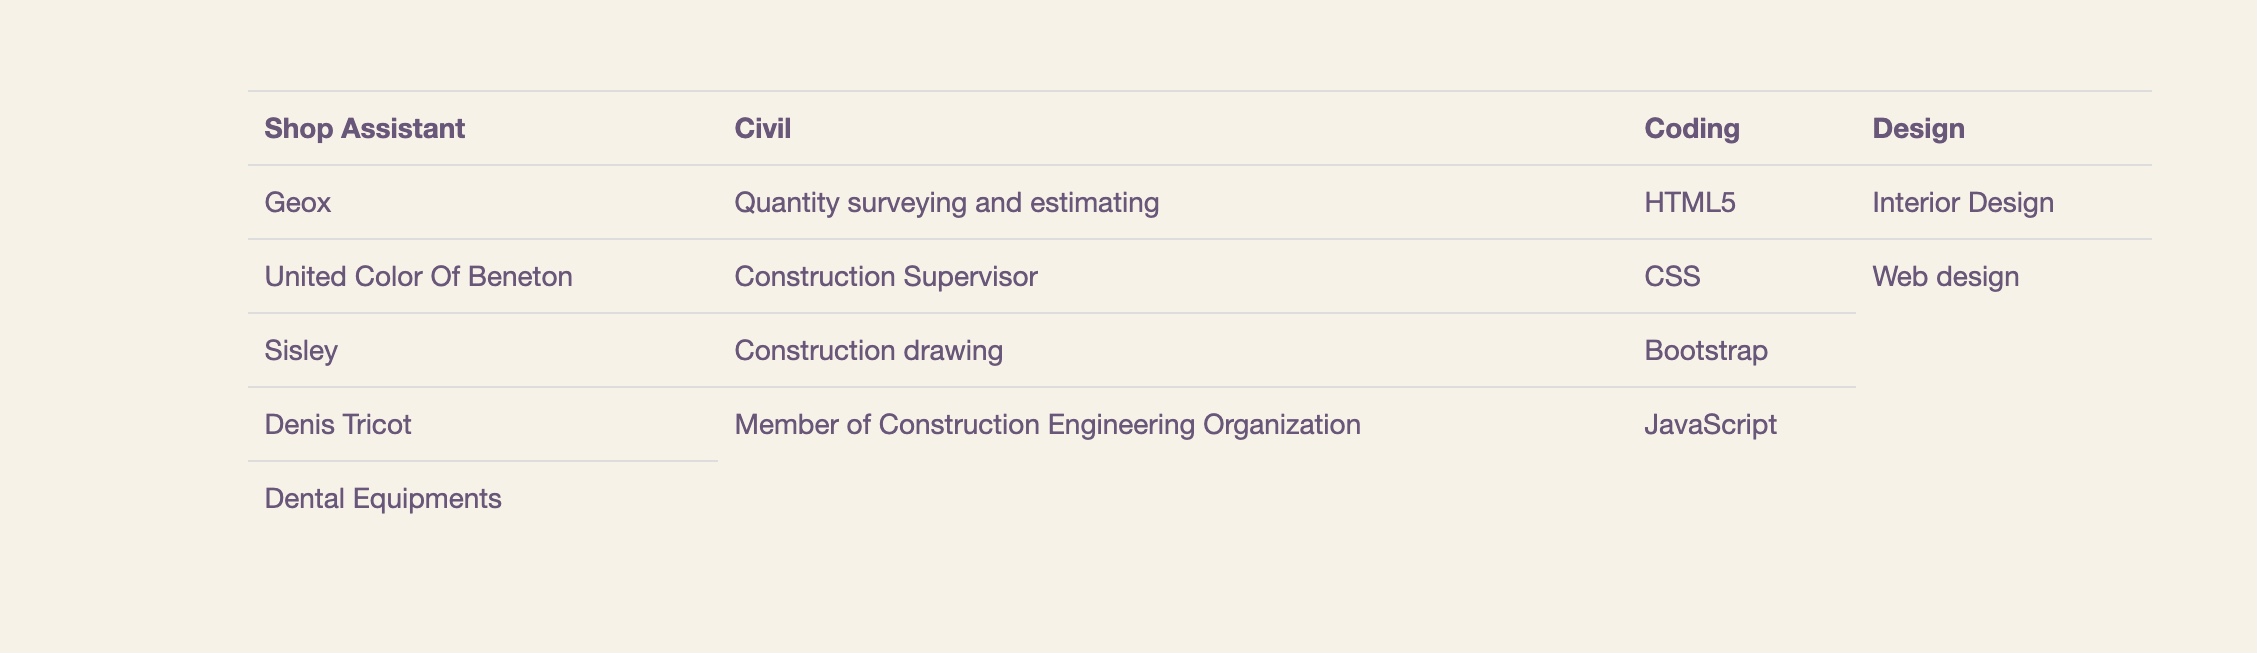 Shop Assistant Civil Coding Design
Geox Quantity surveying and estimating HTML5 Interior Design
United Color Of Beneton Construction Supervisor CSS Web design
Sisley Construction drawing Bootstrap
Denis Tricot Member of Construction Engineering Organization JavaScript
Dental Equipments